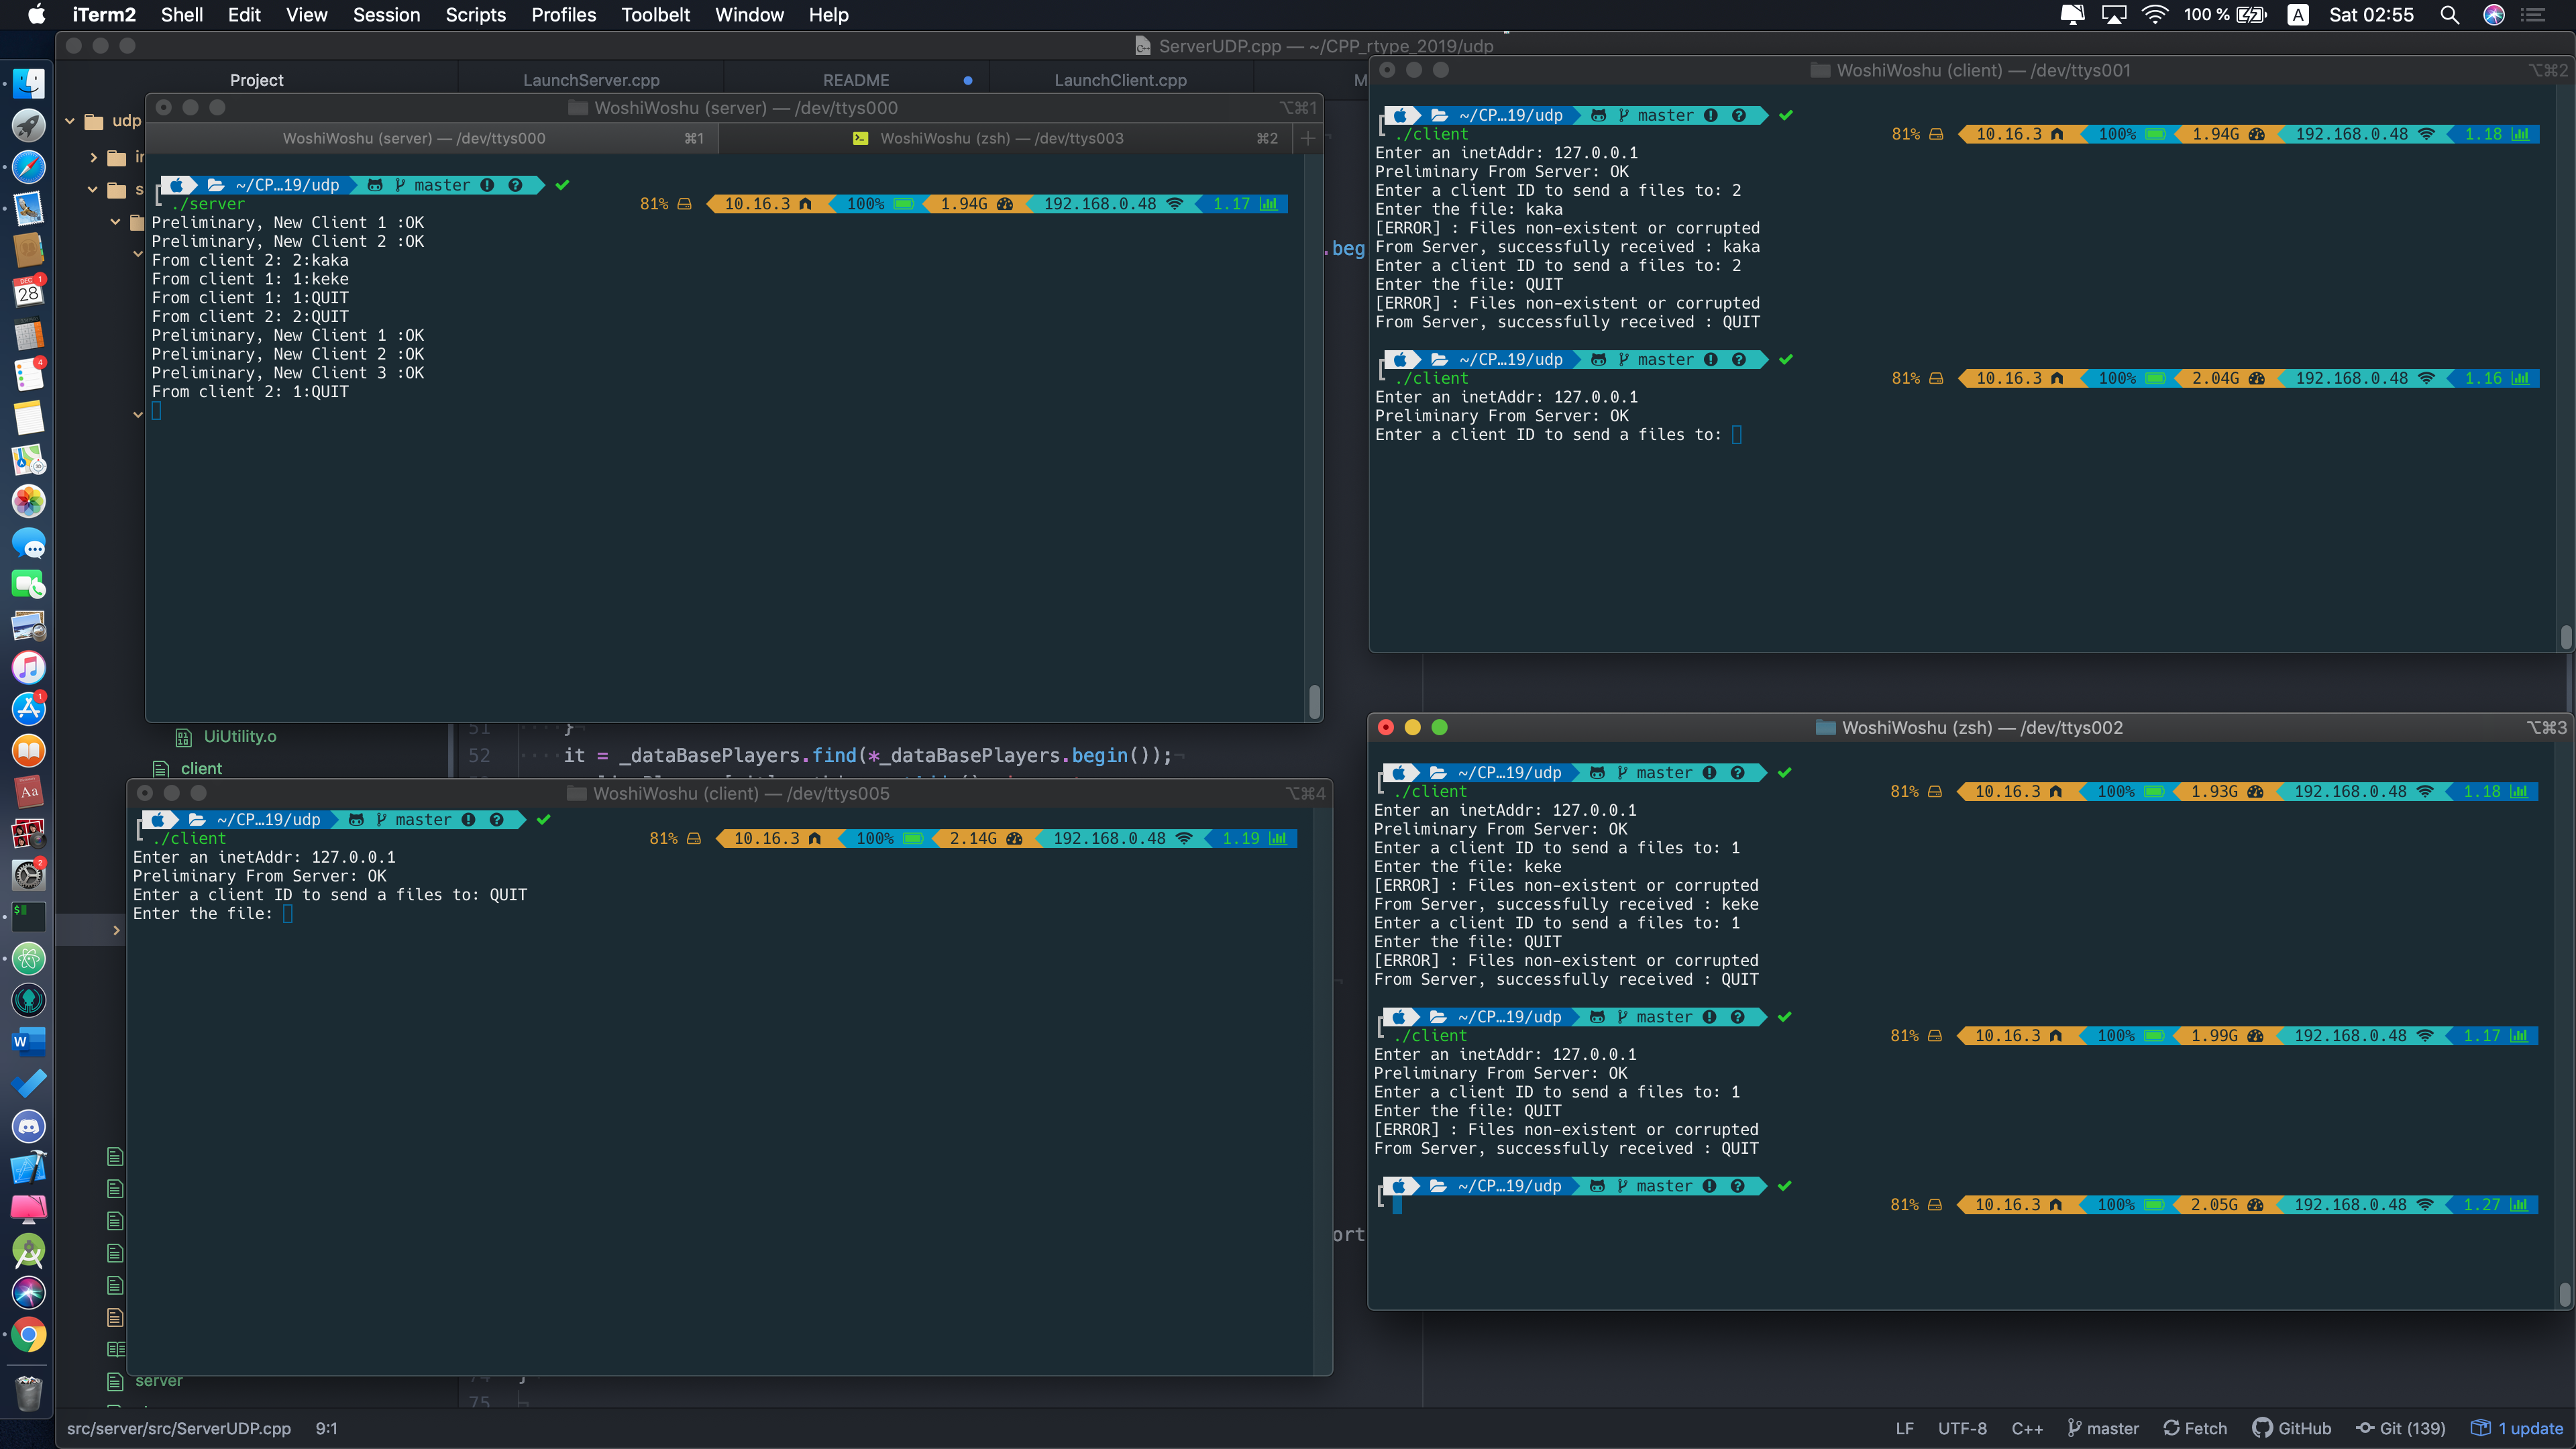 iTerm2 Shell Edit View Session Scripts Profiles Toolbelt Window Help 100 % A Sat 02:55
ServerUDP.cpp — ~/CPP_rtype_2019/udp
Project LaunchServer.cpp README LaunchClient.cpp M
udp
in
s
WoshiWoshu (server) — /dev/ttys000 ⌥⌘1
WoshiWoshu (server) — /dev/ttys000 ⌘1 WoshiWoshu (zsh) — /dev/ttys003 ⌘2 +
~/CP…19/udp master ✔
./server 81% 10.16.3 100% 1.94G 192.168.0.48 1.17
Preliminary, New Client 1 :OK
Preliminary, New Client 2 :OK
From client 2: 2:kaka
From client 1: 1:keke
From client 1: 1:QUIT
From client 2: 2:QUIT
Preliminary, New Client 1 :OK
Preliminary, New Client 2 :OK
Preliminary, New Client 3 :OK
From client 2: 1:QUIT
.beg
WoshiWoshu (client) — /dev/ttys001 ⌥⌘2
~/CP…19/udp master ✔
./client 81% 10.16.3 100% 1.94G 192.168.0.48 1.18
Enter an inetAddr: 127.0.0.1
Preliminary From Server: OK
Enter a client ID to send a files to: 2
Enter the file: kaka
[ERROR] : Files non-existent or corrupted
From Server, successfully received : kaka
Enter a client ID to send a files to: 2
Enter the file: QUIT
[ERROR] : Files non-existent or corrupted
From Server, successfully received : QUIT
~/CP…19/udp master ✔
./client 81% 10.16.3 100% 2.04G 192.168.0.48 1.16
Enter an inetAddr: 127.0.0.1
Preliminary From Server: OK
Enter a client ID to send a files to:
UiUtility.o
client
51 }
52 it = _dataBasePlayers.find(*_dataBasePlayers.begin());
WoshiWoshu (client) — /dev/ttys005 ⌥⌘4
~/CP…19/udp master ✔
./client 81% 10.16.3 100% 2.14G 192.168.0.48 1.19
Enter an inetAddr: 127.0.0.1
Preliminary From Server: OK
Enter a client ID to send a files to: QUIT
Enter the file:
WoshiWoshu (zsh) — /dev/ttys002 ⌥⌘3
~/CP…19/udp master ✔
./client 81% 10.16.3 100% 1.93G 192.168.0.48 1.18
Enter an inetAddr: 127.0.0.1
Preliminary From Server: OK
Enter a client ID to send a files to: 1
Enter the file: keke
[ERROR] : Files non-existent or corrupted
From Server, successfully received : keke
Enter a client ID to send a files to: 1
Enter the file: QUIT
[ERROR] : Files non-existent or corrupted
From Server, successfully received : QUIT
~/CP…19/udp master ✔
./client 81% 10.16.3 100% 1.99G 192.168.0.48 1.17
Enter an inetAddr: 127.0.0.1
Preliminary From Server: OK
Enter a client ID to send a files to: 1
Enter the file: QUIT
[ERROR] : Files non-existent or corrupted
From Server, successfully received : QUIT
~/CP…19/udp master ✔
81% 10.16.3 100% 2.05G 192.168.0.48 1.27
ort
server
75
DEC
28
src/server/src/ServerUDP.cpp 9:1 LF UTF-8 C++ master Fetch GitHub Git (139) 1 update